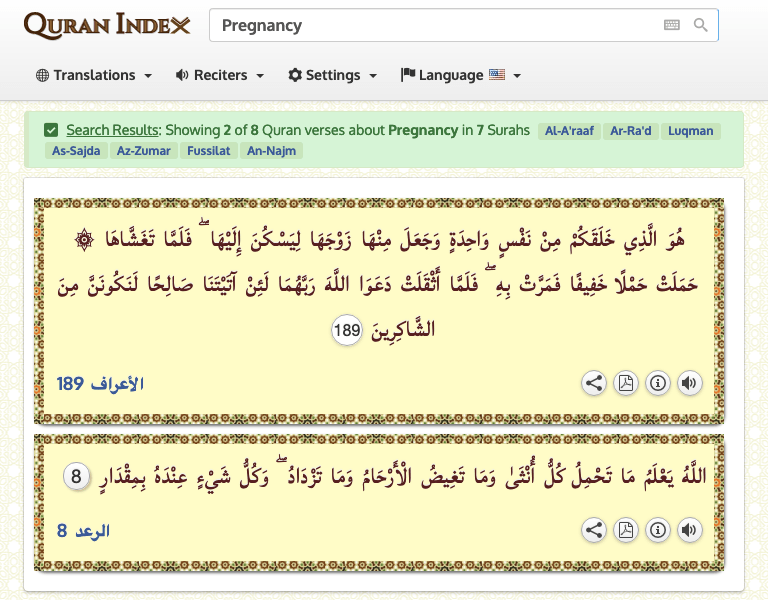 QURAN INDEX
Pregnancy
Translations Reciters Settings Language
Search Results: Showing 2 of 8 Quran verses about Pregnancy in 7 Surahs Al-A'raaf Ar-Ra'd Luqman
As-Sajda Az-Zumar Fussilat An-Najm
هُوَ الَّذِي خَلَقَكُمْ مِنْ نَفْسٍ وَاحِدَةٍ وَجَعَلَ مِنْهَا زَوْجَهَا لِيَسْكُنَ إِلَيْهَا ۖ فَلَمَّا تَغَشَّاهَا ۞
حَمَلَتْ حَمْلًا خَفِيفًا فَمَرَّتْ بِهِ ۖ فَلَمَّا أَثْقَلَتْ دَعَوَا اللَّهَ رَبَّهُمَا لَئِنْ آتَيْتَنَا صَالِحًا لَنَكُونَنَّ مِنَ
الشَّاكِرِينَ 189
الأعراف 189
اللَّهُ يَعْلَمُ مَا تَحْمِلُ كُلُّ أُنْثَىٰ وَمَا تَغِيضُ الْأَرْحَامُ وَمَا تَزْدَادُ ۖ وَكُلُّ شَيْءٍ عِنْدَهُ بِمِقْدَارٍ 8
الرعد 8